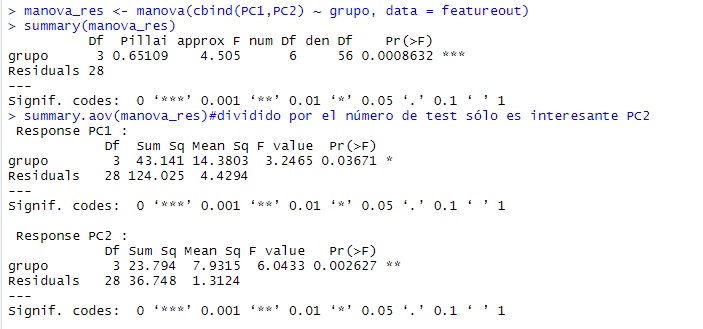 > manova_res <- manova(cbind(PC1,PC2) ~ grupo, data = featureout)
> summary(manova_res)
          Df  Pillai approx F num Df den Df    Pr(>F)
grupo      3 0.65109    4.505      6     56 0.0008632 ***
Residuals 28
---
Signif. codes:  0 ‘***’ 0.001 ‘**’ 0.01 ‘*’ 0.05 ‘.’ 0.1 ‘ ’ 1
> summary.aov(manova_res)#dividido por el número de test sólo es interesante PC2
 Response PC1 :
            Df  Sum Sq Mean Sq F value  Pr(>F)
grupo        3  43.141 14.3803  3.2465 0.03671 *
Residuals   28 124.025  4.4294
---
Signif. codes:  0 ‘***’ 0.001 ‘**’ 0.01 ‘*’ 0.05 ‘.’ 0.1 ‘ ’ 1
 Response PC2 :
            Df Sum Sq Mean Sq F value   Pr(>F)
grupo        3 23.794  7.9315  6.0433 0.002627 **
Residuals   28 36.748  1.3124
---
Signif. codes:  0 ‘***’ 0.001 ‘**’ 0.01 ‘*’ 0.05 ‘.’ 0.1 ‘ ’ 1